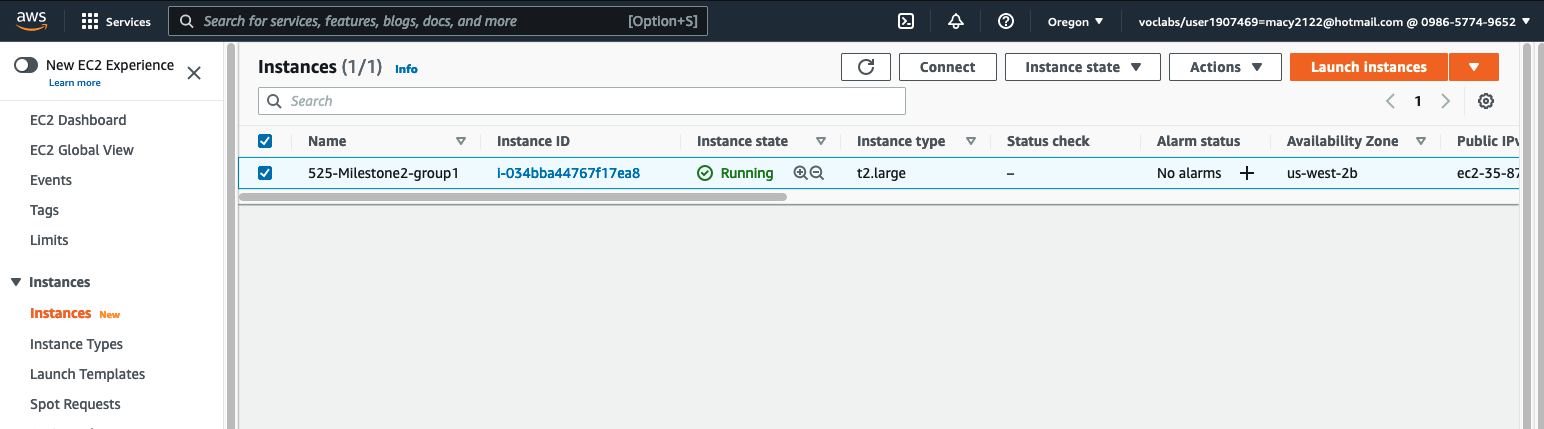 aws Services Search for services, features, blogs, docs, and more [Option+S] Oregon voclabs/user1907469=macy2122@hotmail.com @ 0986-5774-9652
New EC2 Experience
Learn more
EC2 Dashboard
EC2 Global View
Events
Tags
Limits
Instances
Instances New
Instance Types
Launch Templates
Spot Requests
Instances (1/1) Info Connect Instance state Actions Launch instances
Search 1
Name Instance ID Instance state Instance type Status check Alarm status Availability Zone Public IPv
525-Milestone2-group1 i-034bba44767f17ea8 Running t2.large – No alarms + us-west-2b ec2-35-87